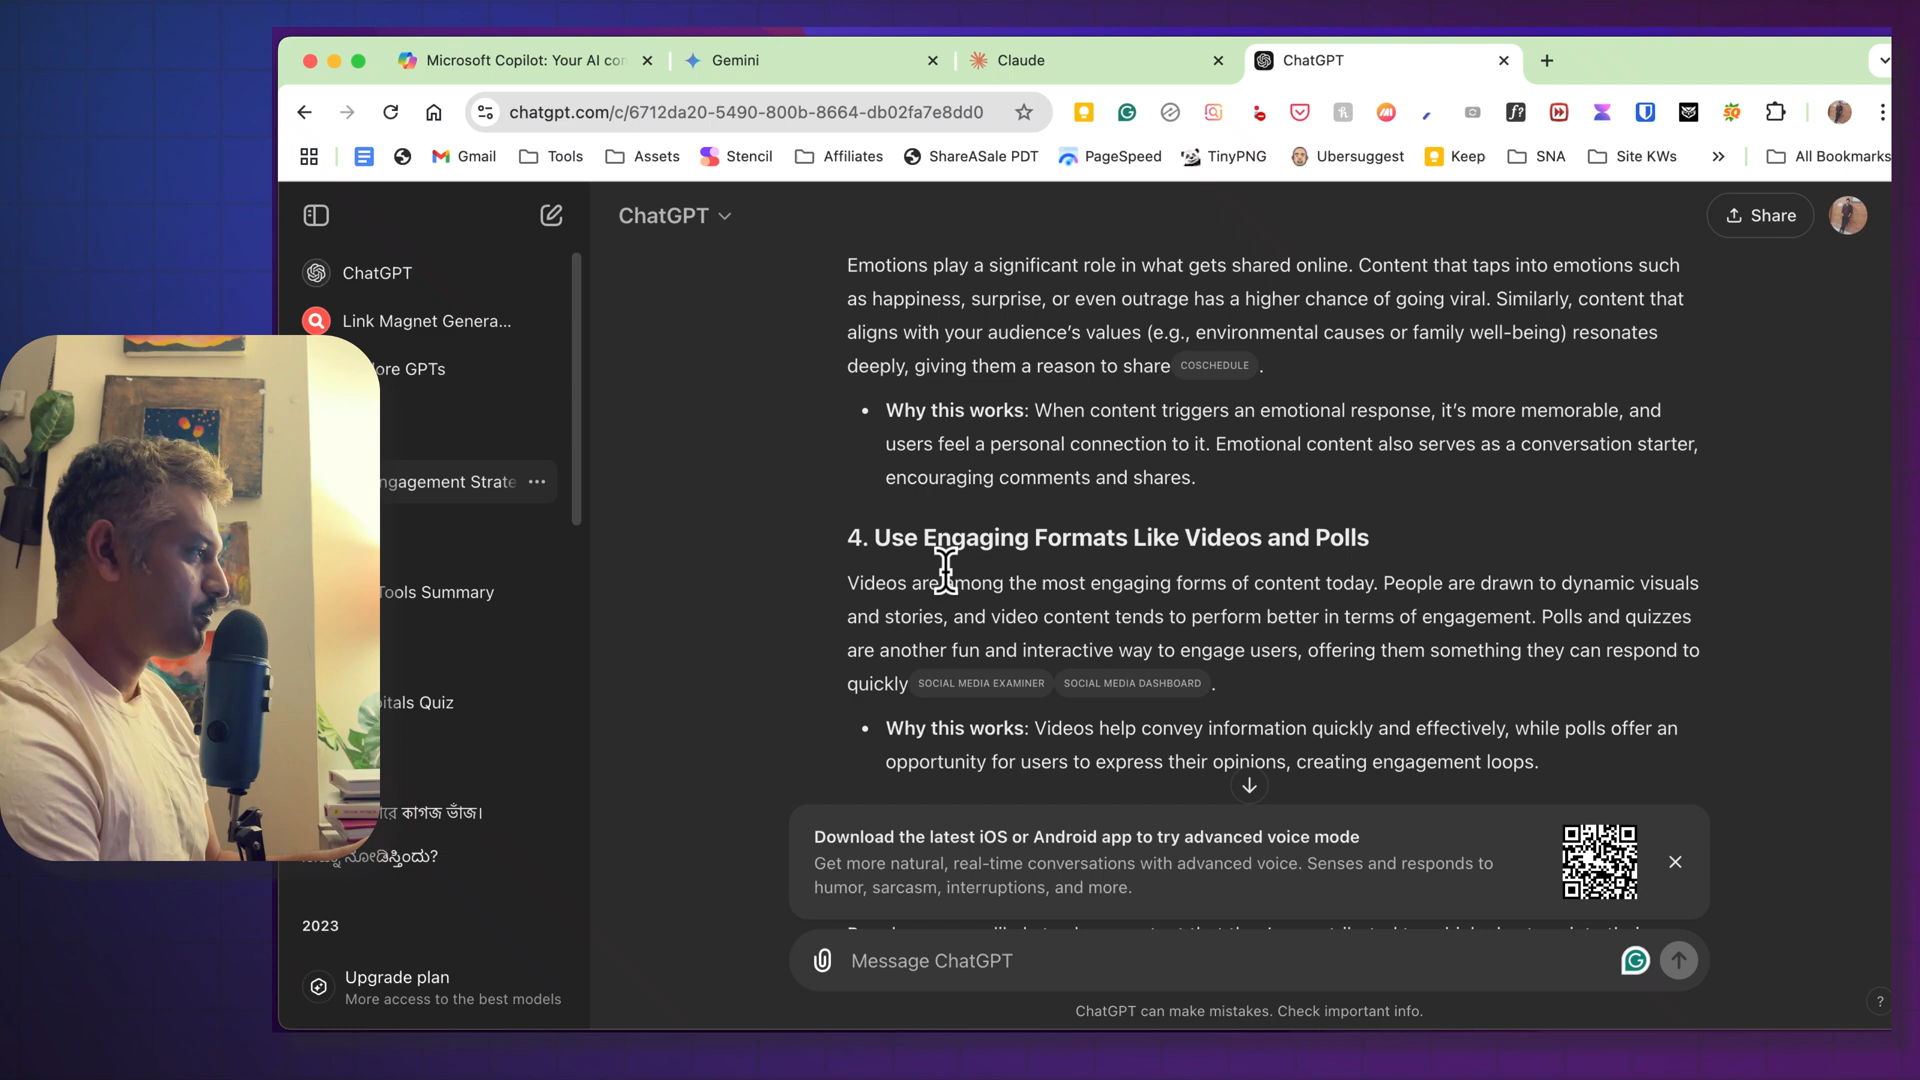 Microsoft Copilot: Your AI con
Gemini
Claude
ChatGPT
chatgpt.com/c/6712da20-5490-800b-8664-db02fa7e8dd0
Gmail
Tools
Assets
Stencil
Affiliates
ShareASale PDT
PageSpeed
TinyPNG
Ubersuggest
Keep
SNA
Site KWs
All Bookmarks
ChatGPT
Share
ChatGPT
Link Magnet Genera...
ore GPTs
ngagement Strate
Tools Summary
itals Quiz
কাগজ ভাঁজ।
ನೋಡಿಸ್ತಿಂದು?
2023
Upgrade plan
More access to the best models
Emotions play a significant role in what gets shared online. Content that taps into emotions such
as happiness, surprise, or even outrage has a higher chance of going viral. Similarly, content that
aligns with your audience’s values (e.g., environmental causes or family well-being) resonates
deeply, giving them a reason to share COSCHEDULE .
• Why this works: When content triggers an emotional response, it’s more memorable, and
users feel a personal connection to it. Emotional content also serves as a conversation starter,
encouraging comments and shares.
4. Use Engaging Formats Like Videos and Polls
Videos are among the most engaging forms of content today. People are drawn to dynamic visuals
and stories, and video content tends to perform better in terms of engagement. Polls and quizzes
are another fun and interactive way to engage users, offering them something they can respond to
quickly SOCIAL MEDIA EXAMINER SOCIAL MEDIA DASHBOARD .
• Why this works: Videos help convey information quickly and effectively, while polls offer an
opportunity for users to express their opinions, creating engagement loops.
Download the latest iOS or Android app to try advanced voice mode
Get more natural, real-time conversations with advanced voice. Senses and responds to
humor, sarcasm, interruptions, and more.
Message ChatGPT
ChatGPT can make mistakes. Check important info.
?